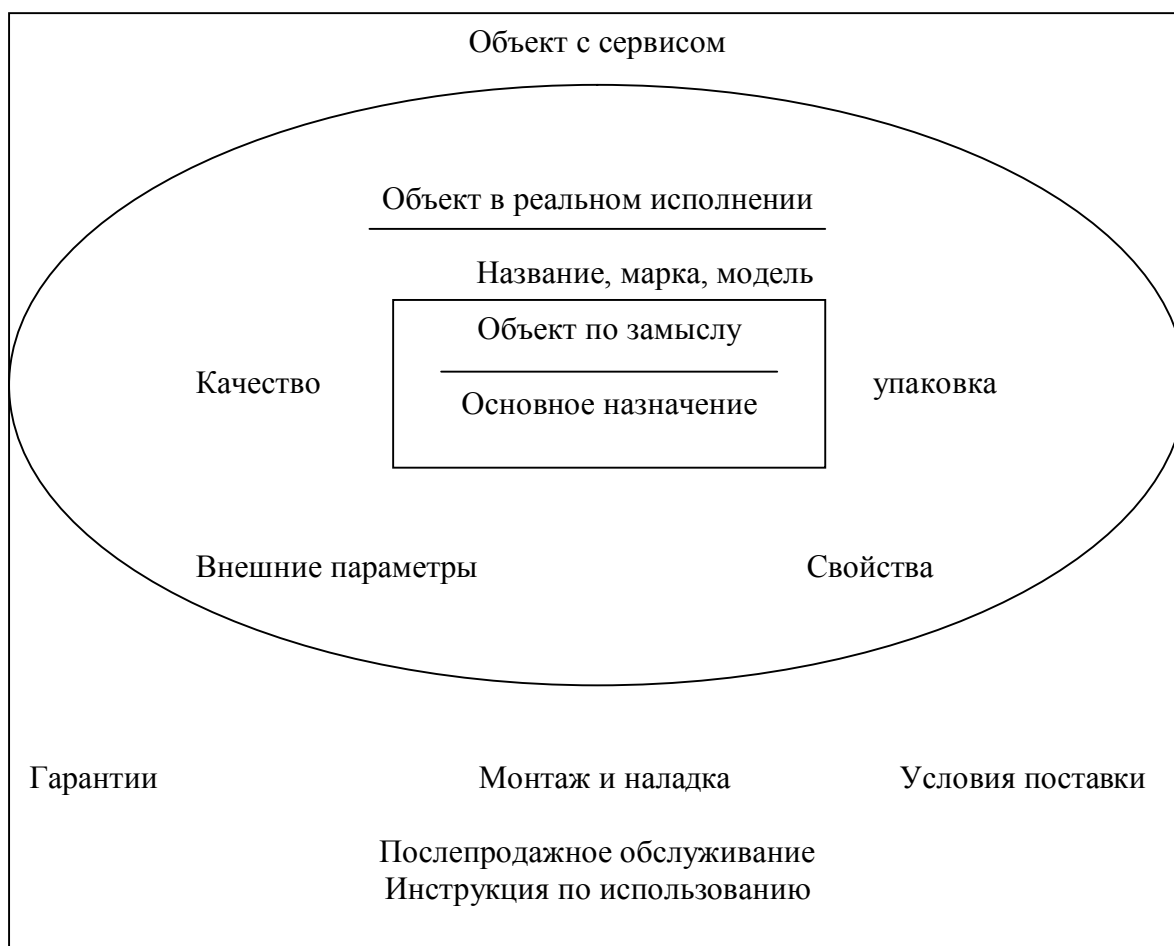 Объект с сервисом
Объект в реальном исполнении
Название, марка, модель
Объект по замыслу
Качество
упаковка
Основное назначение
Внешние параметры
Свойства
Гарантии
Монтаж и наладка
Условия поставки
Послепродажное обслуживание
Инструкция по использованию